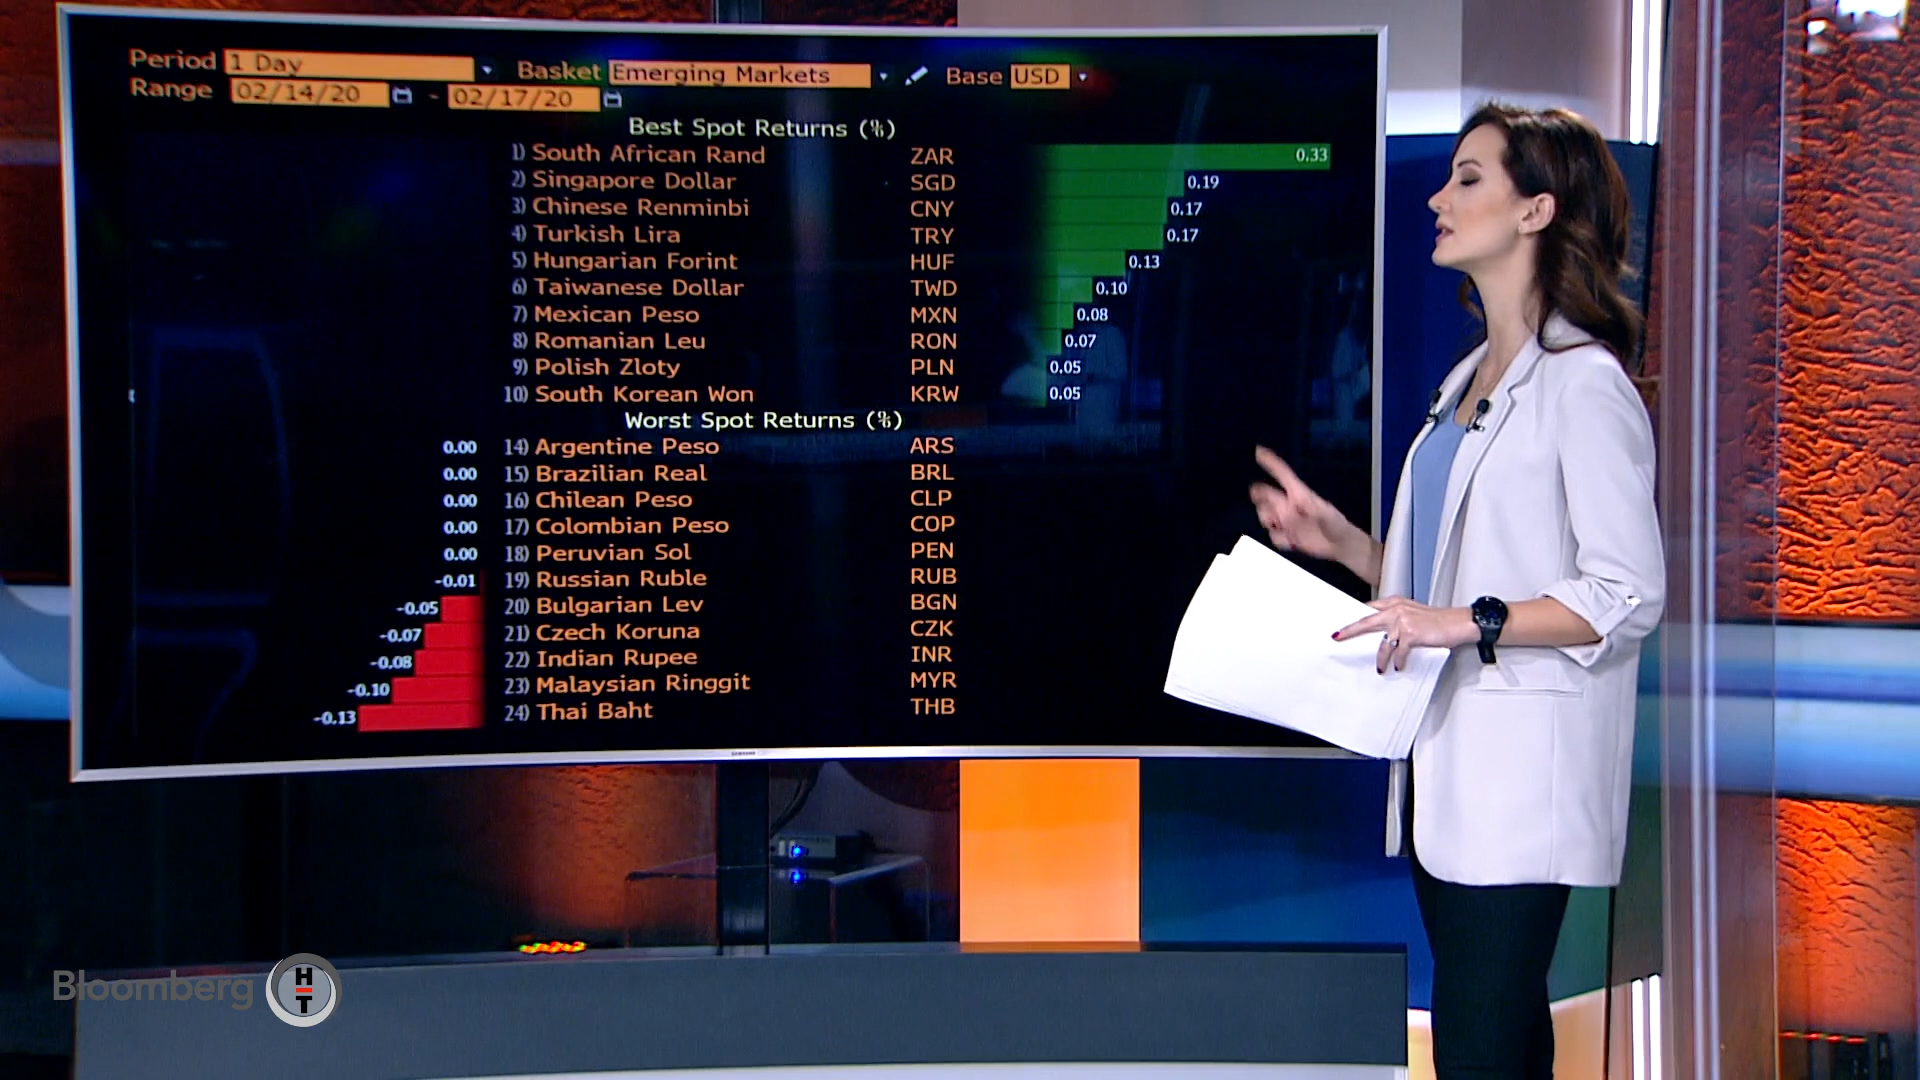 Period 1 Day Basket Emerging Markets Base USD
Range 02/14/20 - 02/17/20
Best Spot Returns (%)
1) South African Rand ZAR 0.33
2) Singapore Dollar SGD 0.19
3) Chinese Renminbi CNY 0.17
4) Turkish Lira TRY 0.17
5) Hungarian Forint HUF 0.13
6) Taiwanese Dollar TWD 0.10
7) Mexican Peso MXN 0.08
8) Romanian Leu RON 0.07
9) Polish Zloty PLN 0.05
10) South Korean Won KRW 0.05
Worst Spot Returns (%)
0.00 14) Argentine Peso ARS
0.00 15) Brazilian Real BRL
0.00 16) Chilean Peso CLP
0.00 17) Colombian Peso COP
0.00 18) Peruvian Sol PEN
-0.01 19) Russian Ruble RUB
-0.05 20) Bulgarian Lev BGN
-0.07 21) Czech Koruna CZK
-0.08 22) Indian Rupee INR
-0.10 23) Malaysian Ringgit MYR
-0.13 24) Thai Baht THB
SAMSUNG
Bloomberg HT